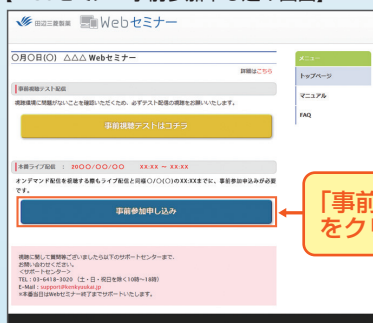 田辺三菱製薬 Webセミナー
〇月〇日(〇) △△△ Webセミナー
詳細はこちら
事前視聴テスト配信
視聴環境に問題がないことを確認いただくため、必ずテスト配信の視聴をお願いいたします。
事前視聴テストはコチラ
本番ライブ配信 : 20〇〇/〇〇/〇〇 XX:XX ~ XX:XX
オンデマンド配信を視聴する際もライブ配信と同様〇/〇(〇)のXX:XXまでに、事前参加申込みが必要
です。
事前参加申し込み
視聴に関して質問等ございましたら以下のサポートセンターまで、
お問い合わせください。
<サポートセンター>
TEL:03-6418-3020 (土・日・祝日を除く10時~18時)
E-Mail:support@kenkyuukai.jp
※本番当日はWebセミナー終了までサポートいたします。
メニュー
トップページ
マニュアル
FAQ
「事前
をクリ